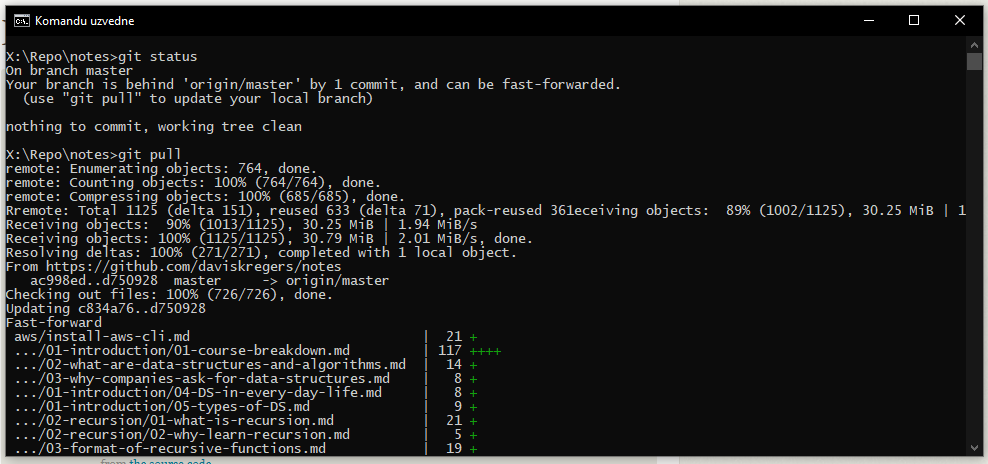 Komandu uzvedne
X:\Repo\notes>git status
On branch master
Your branch is behind 'origin/master' by 1 commit, and can be fast-forwarded.
  (use "git pull" to update your local branch)
nothing to commit, working tree clean
X:\Repo\notes>git pull
remote: Enumerating objects: 764, done.
remote: Counting objects: 100% (764/764), done.
remote: Compressing objects: 100% (685/685), done.
Rremote: Total 1125 (delta 151), reused 633 (delta 71), pack-reused 361eceiving objects:  89% (1002/1125), 30.25 MiB | 1
Receiving objects:  90% (1013/1125), 30.25 MiB | 1.94 MiB/s
Receiving objects: 100% (1125/1125), 30.79 MiB | 2.01 MiB/s, done.
Resolving deltas: 100% (271/271), completed with 1 local object.
From https://github.com/daviskregers/notes
   ac998ed..d750928  master     -> origin/master
Checking out files: 100% (726/726), done.
Updating c834a76..d750928
Fast-forward
 aws/install-aws-cli.md                             |  21 +
 .../01-introduction/01-course-breakdown.md         | 117 ++++
 .../02-what-are-data-structures-and-algorithms.md  |  14 +
 .../03-why-companies-ask-for-data-structures.md    |   8 +
 .../01-introduction/04-DS-in-every-day-life.md     |   8 +
 .../01-introduction/05-types-of-DS.md              |   9 +
 .../02-recursion/01-what-is-recursion.md           |  21 +
 .../02-recursion/02-why-learn-recursion.md         |   5 +
 .../03-format-of-recursive-functions.md            |  19 +
from the source code